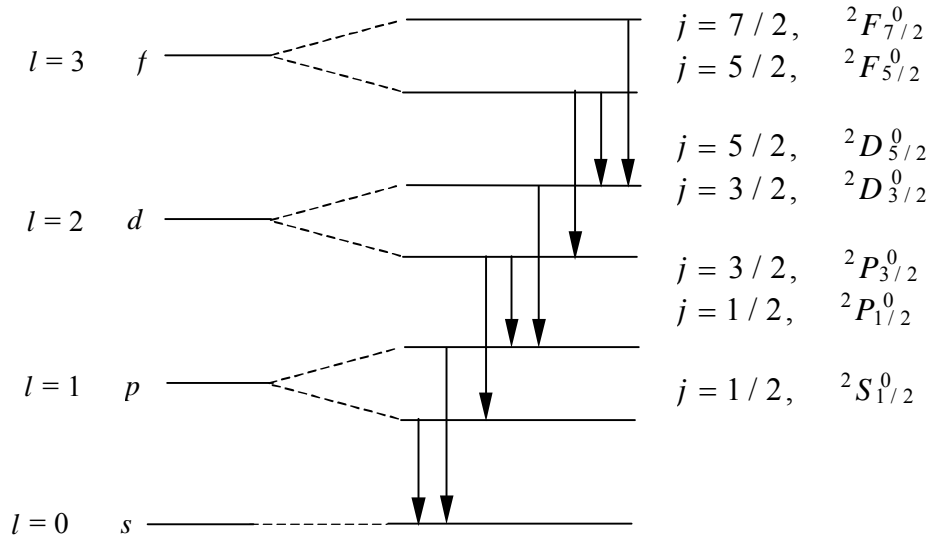 j = 7 / 2, ²F⁰₇/₂
l = 3 f
j = 5 / 2, ²F⁰₅/₂
j = 5 / 2, ²D⁰₅/₂
l = 2 d
j = 3 / 2, ²D⁰₃/₂
j = 3 / 2, ²P⁰₃/₂
j = 1 / 2, ²P⁰₁/₂
l = 1 p
j = 1 / 2, ²S⁰₁/₂
l = 0 s